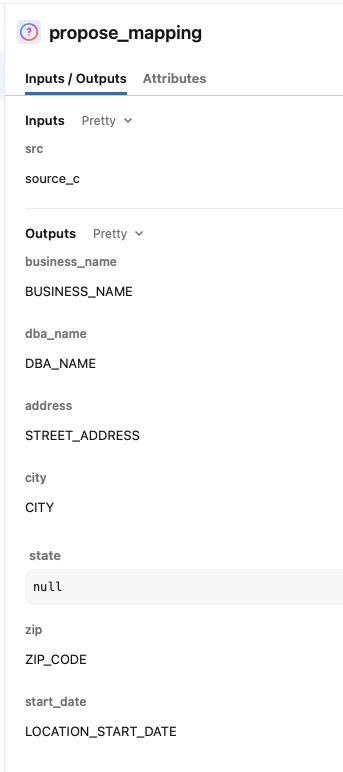 propose_mapping
Inputs / Outputs Attributes
Inputs Pretty
src
source_c
Outputs Pretty
business_name
BUSINESS_NAME
dba_name
DBA_NAME
address
STREET_ADDRESS
city
CITY
state
null
zip
ZIP_CODE
start_date
LOCATION_START_DATE